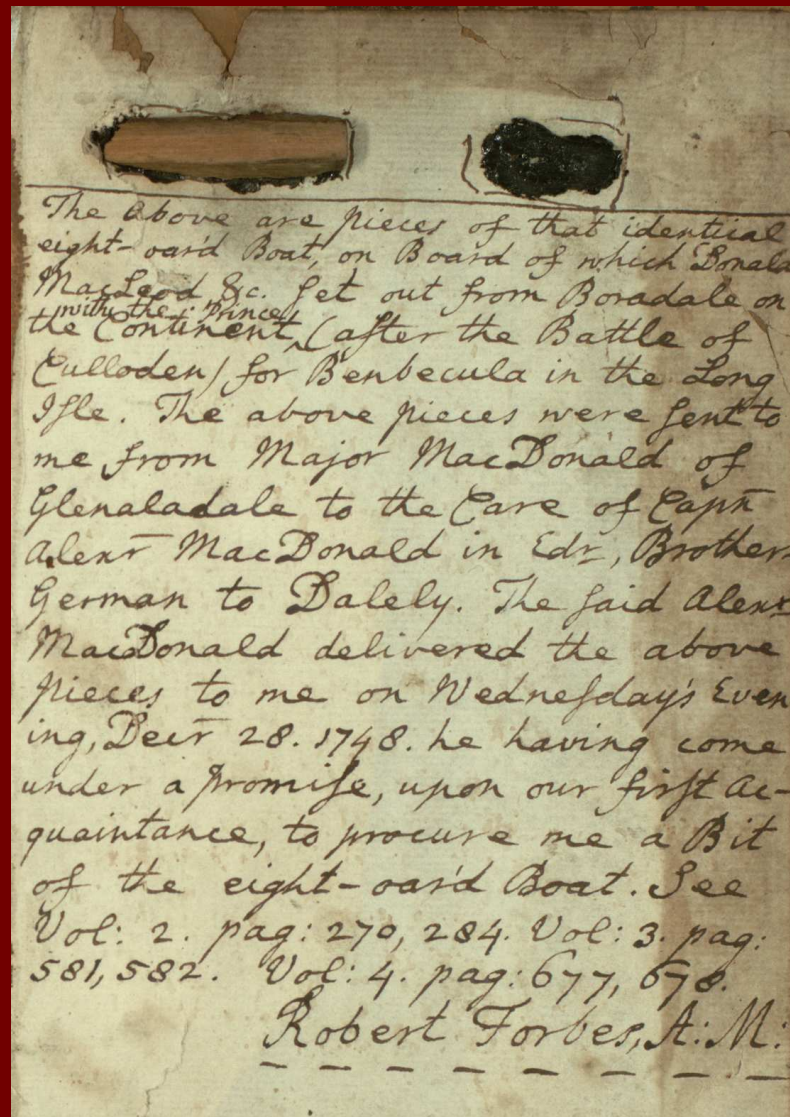 The above are pieces of that identical
eight-oar'd Boat, on Board of which Donald
MacLeod &c. ſet out from Boradale on
with the Prince
the Continent, (after the Battle of
Culloden) for Benbecula in the Long
Iſle. The above pieces were ſent to
me from Major MacDonald of
Glenaladale to the Care of Capn
Alexr MacDonald in Edr, Brother
German to Dalely. The ſaid Alexr
MacDonald delivered the above
pieces to me on Wedneſday's Even
ing, Decr 28. 1748. he having come
under a promiſe, upon our firſt Ac-
quaintance, to procure me a Bit
of the eight-oar'd Boat. See
Vol: 2. pag: 270, 284. Vol: 3. pag:
581, 582. Vol: 4. pag: 677, 678.
Robert Forbes, A: M: